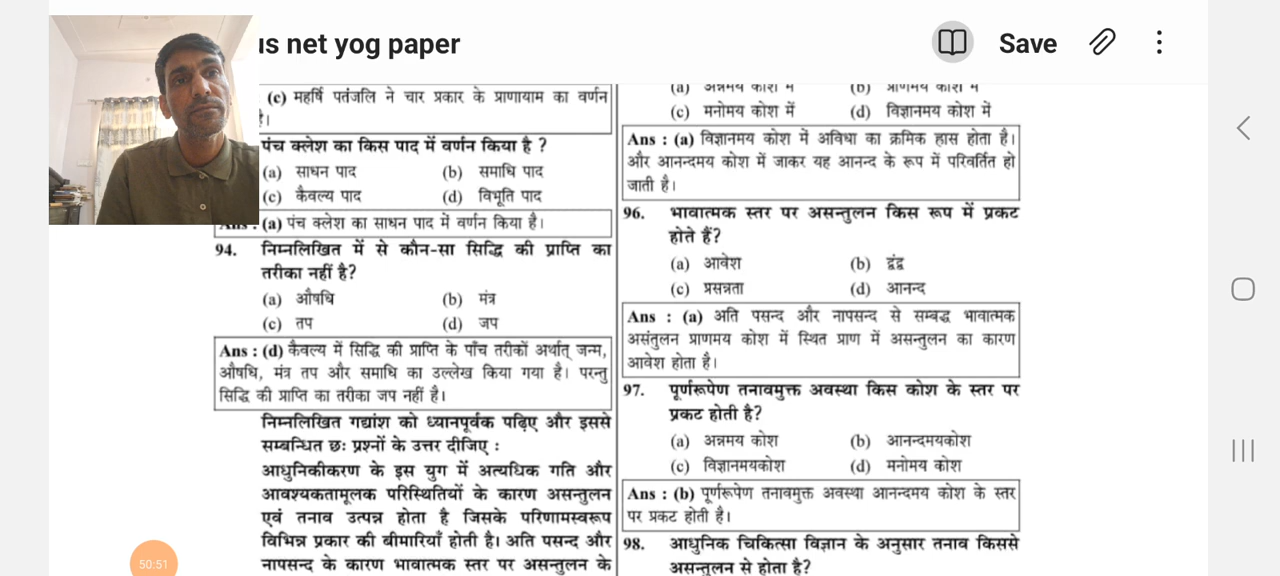 us net yog paper
Save
(c) महर्षि पतंजलि ने चार प्रकार के प्राणायाम का वर्णन
है।
पंच क्लेश का किस पाद में वर्णन किया है ?
(a) साधन पाद (b) समाधि पाद
(c) कैवल्य पाद (d) विभूति पाद
Ans : (a) पंच क्लेश का साधन पाद में वर्णन किया है।
94. निम्नलिखित में से कौन-सा सिद्धि की प्राप्ति का
तरीका नहीं है?
(a) औषधि (b) मंत्र
(c) तप (d) जप
Ans : (d) कैवल्य में सिद्धि की प्राप्ति के पाँच तरीकों अर्थात् जन्म,
औषधि, मंत्र तप और समाधि का उल्लेख किया गया है। परन्तु
सिद्धि की प्राप्ति का तरीका जप नहीं है।
निम्नलिखित गद्यांश को ध्यानपूर्वक पढ़िए और इससे
सम्बन्धित छः प्रश्नों के उत्तर दीजिए :
आधुनिकीकरण के इस युग में अत्यधिक गति और
आवश्यकतामूलक परिस्थितियों के कारण असन्तुलन
एवं तनाव उत्पन्न होता है जिसके परिणामस्वरूप
विभिन्न प्रकार की बीमारियाँ होती है। अति पसन्द और
नापसन्द के कारण भावात्मक स्तर पर असन्तुलन के
(a) अन्नमय कोश में (b) प्राणमय कोश में
(c) मनोमय कोश में (d) विज्ञानमय कोश में
Ans : (a) विज्ञानमय कोश में अविधा का क्रमिक हास होता है।
और आनन्दमय कोश में जाकर यह आनन्द के रूप में परिवर्तित हो
जाती है।
96. भावात्मक स्तर पर असन्तुलन किस रूप में प्रकट
होते हैं?
(a) आवेश (b) द्वंद्व
(c) प्रसन्नता (d) आनन्द
Ans : (a) अति पसन्द और नापसन्द से सम्बद्ध भावात्मक
असंतुलन प्राणमय कोश में स्थित प्राण में असन्तुलन का कारण
आवेश होता है।
97. पूर्णरूपेण तनावमुक्त अवस्था किस कोश के स्तर पर
प्रकट होती है?
(a) अन्नमय कोश (b) आनन्दमयकोश
(c) विज्ञानमयकोश (d) मनोमय कोश
Ans : (b) पूर्णरूपेण तनावमुक्त अवस्था आनन्दमय कोश के स्तर
पर प्रकट होती है।
98. आधुनिक चिकित्सा विज्ञान के अनुसार तनाव किससे
असन्तुलन से होता है?
50:51